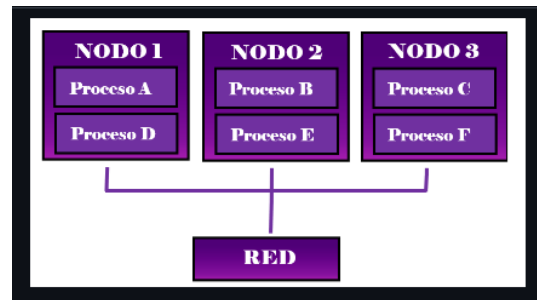 NODO 1
Proceso A
Proceso D
NODO 2
Proceso B
Proceso E
NODO 3
Proceso C
Proceso F
RED